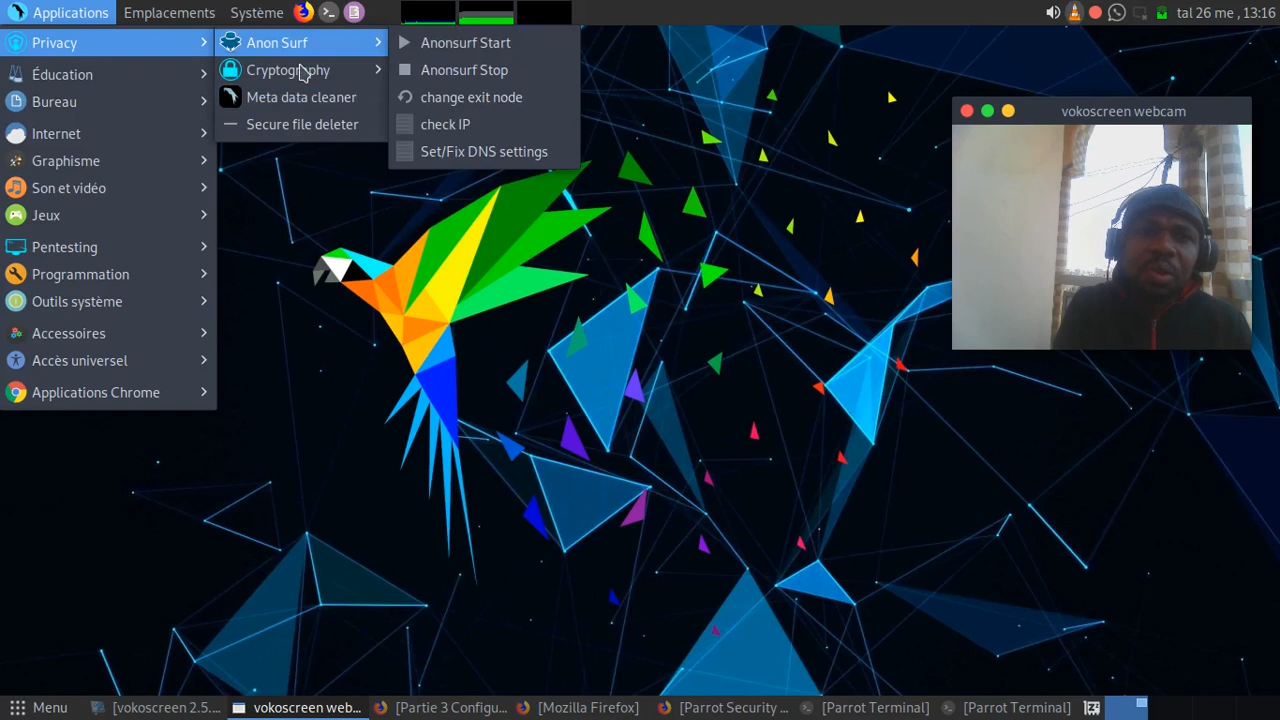 Applications Emplacements Système tal 26 me , 13:16
Privacy
Éducation
Bureau
Internet
Graphisme
Son et vidéo
Jeux
Pentesting
Programmation
Outils système
Accessoires
Accès universel
Applications Chrome
Anon Surf
Cryptography
Meta data cleaner
Secure file deleter
Anonsurf Start
Anonsurf Stop
change exit node
check IP
Set/Fix DNS settings
vokoscreen webcam
Menu [vokoscreen 2.5.... vokoscreen web... [Partie 3 Configu... [Mozilla Firefox] [Parrot Security ... [Parrot Terminal] [Parrot Terminal]